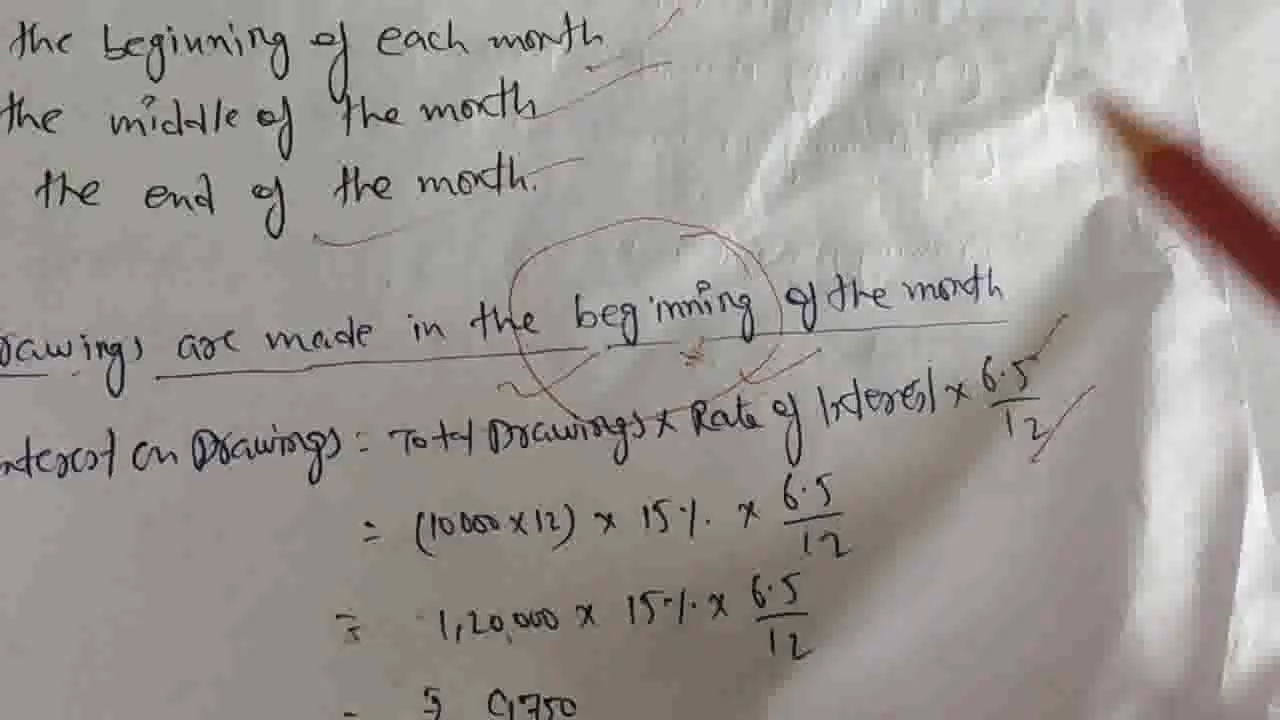 the beginning of each month
the middle of the month
the end of the month.
rawings are made in the beginning of the month
nterest on Drawings = Total Drawings x Rate of Interest x 6.5/12
= (10000 x 12) x 15% x 6.5/12
= 1,20,000 x 15% x 6.5/12
= ₹ 9,750